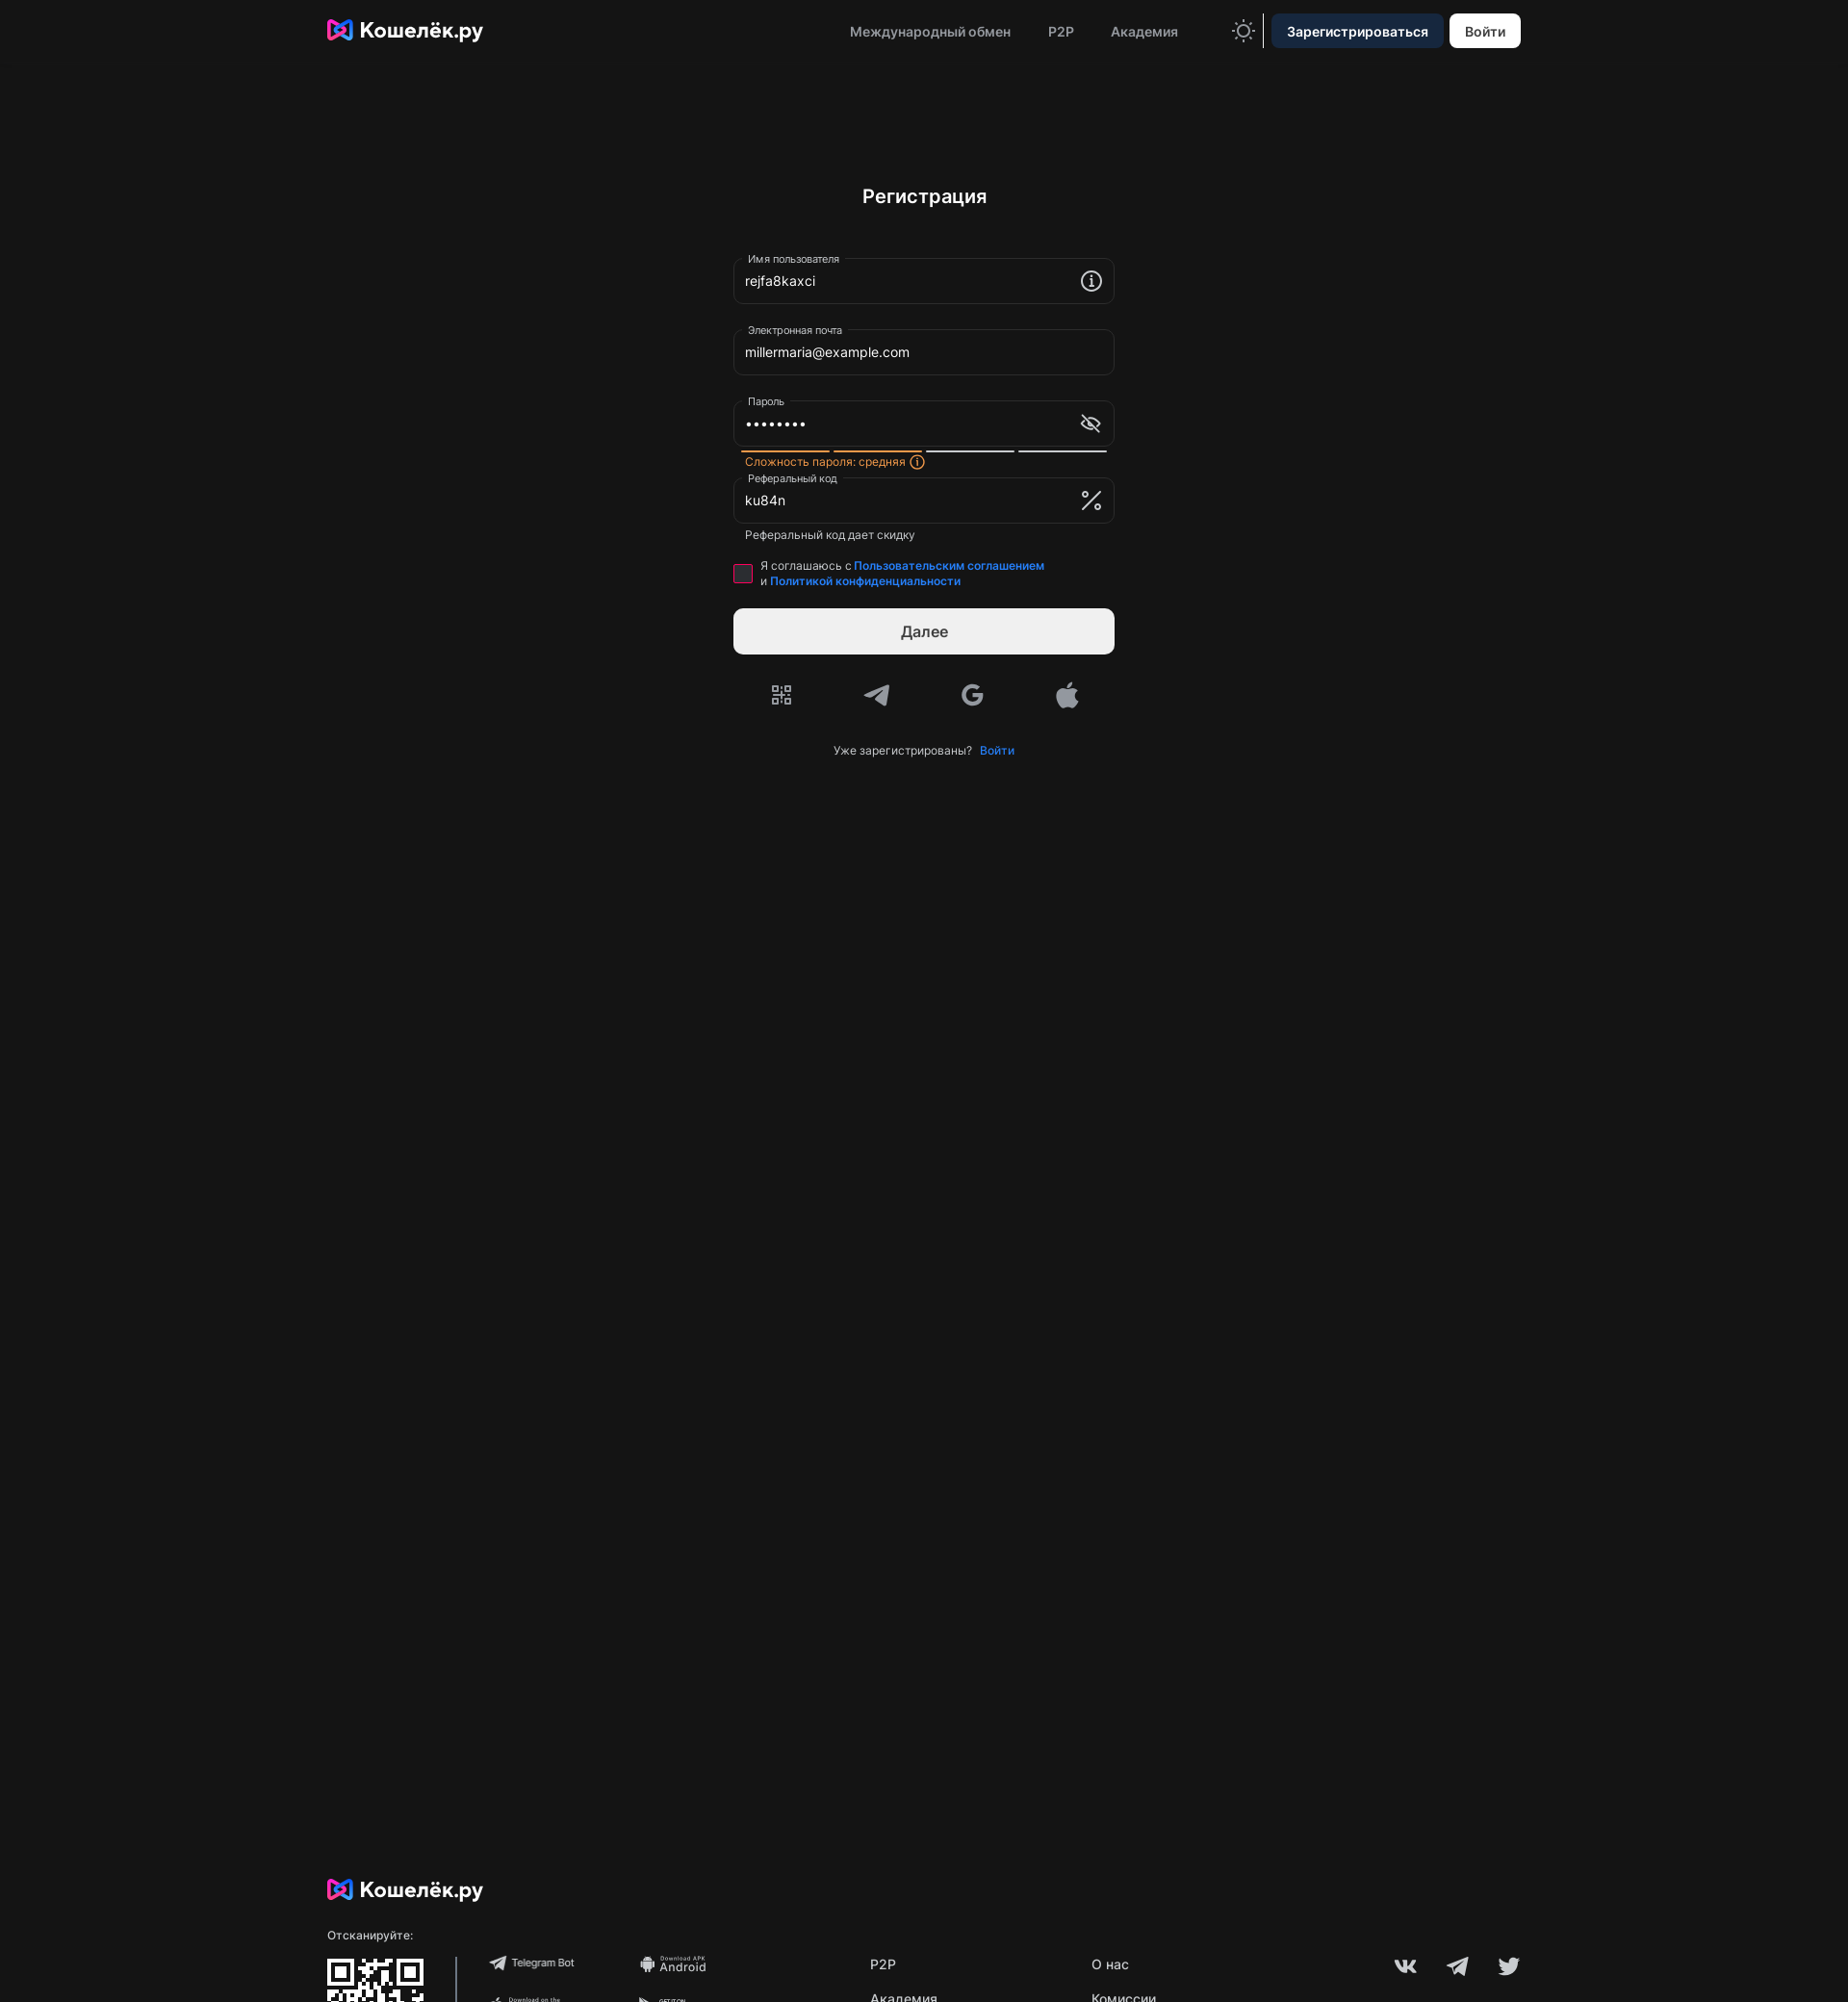 Кошелёк.ру
Международный обмен
P2P
Академия
Зарегистрироваться
Войти
Регистрация
Имя пользователя
rejfa8kaxci
Электронная почта
millermaria@example.com
Пароль
••••••••
Сложность пароля: средняя
Реферальный код
ku84n
Реферальный код дает скидку
Я соглашаюсь с Пользовательским соглашением
и Политикой конфиденциальности
Далее
Уже зарегистрированы? Войти
Кошелёк.ру
Отсканируйте:
Telegram Bot
Download APK
Android
P2P
О нас
Download on the
GET IT ON
Академия
Комиссии